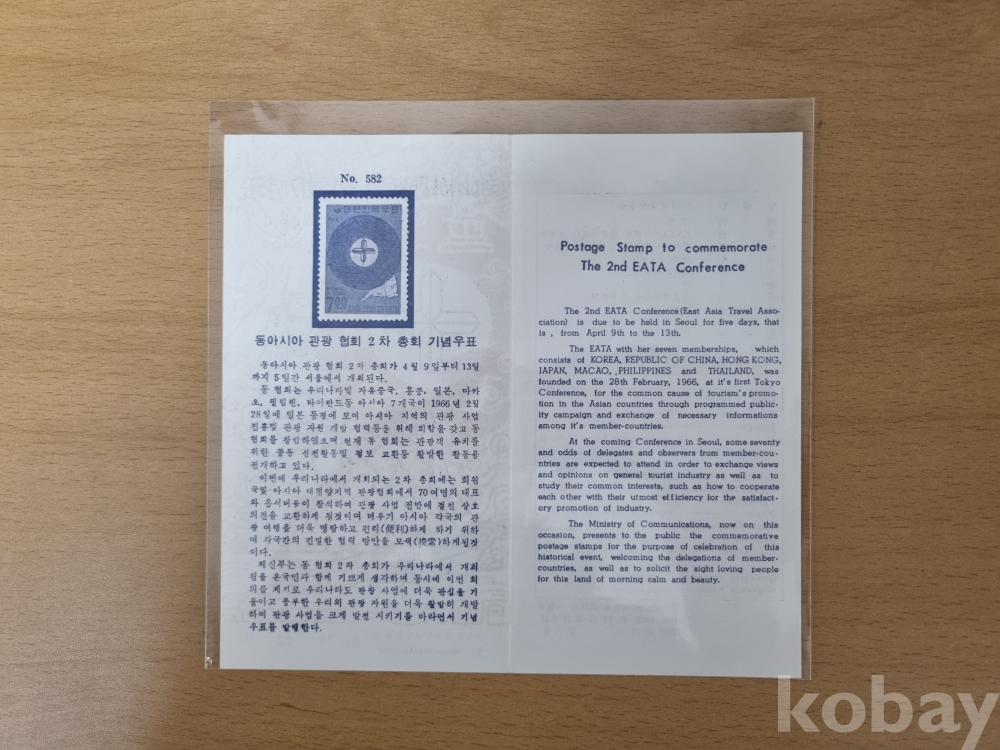 No. 582
대한민국우표
7.00
동아시아 관광 협회 2차 총회 기념우표
동아시아 관광 협회 2차 총회가 4월 9일부터 13일
까지 5일간 서울에서 개최된다.
동 협회는 우리나라및 자유중국, 홍콩, 일본, 마카
오, 필립핀, 타이란드등 아시아 7개국이 1966년 2월
28일에 일본 동경에 모여 아시아 지역의 관광 사업
진흥및 관광 자원 개발 협력등을 위해 의합을 갖고 동
협회를 창립하였으며 현재 동 협회는 관광객 유치를
위한 공동 선전활동및 정보 교환등 활발한 활동을
전개하고 있다.
이번에 우리나라에서 개최되는 2차 총회에는 회원
국및 아시아 태평양지역 관광협회에서 70여명의 대표
와 옵서버등이 참석하여 관광 사업 전반에 걸친 상호
의견을 교환하게 될것이며 더우기 아시아 각국의 관
광 여행을 더욱 명랑하고 편리(便利)하게 하기 위하
여 각국간의 긴밀한 협력 방안을 모색(摸索)하게될것
이다.
체신부는 동 협회 2차 총회가 우리나라에서 개최
됨을 온국민과 함께 기쁘게 생각하며 동시에 이번 회
의를 계기로 우리나라도 관광 사업에 더욱 관심을 기
울이고 풍부한 우리의 관광 자원을 더욱 활발히 개발
하여 관광 사업을 크게 발전 시키기를 바라면서 기념
우표를 발행한다.
Postage Stamp to commemorate
The 2nd EATA Conference
The 2nd EATA Conference(East Asia Travel Asso-
ciation) is due to be held in Seoul for five days, that
is , from April 9th to the 13th.
The EATA with her seven memberships, which
consists of KOREA, REPUBLIC OF CHINA, HONG KONG,
JAPAN, MACAO, ,PHILIPPINES and THAILAND, was
founded on the 28th February, 1966, at it's first Tokyo
Conference, for the common cause of tourism's promo-
tion in the Asian countries through programmed public-
ity campaign and exchange of necessary informations
among it's member-countries.
At the coming Conference in Seoul, some seventy
and odds of delegates and observers from member-cou-
ntries are expected to attend in order to exchange views
and opinions on general tourist industry as well as to
study their common interests, such as how to cooperate
each other with their utmost efficiency for the satisfact-
ory promotion of industry.
The Ministry of Communications, now on this
occasion, presents to the public the commemorative
postage stamps for the purpose of celebration of this
historical event, welcoming the delegations of member-
countries, as well as to solicit the sight loving people
for this land of morning calm and beauty.
kobay